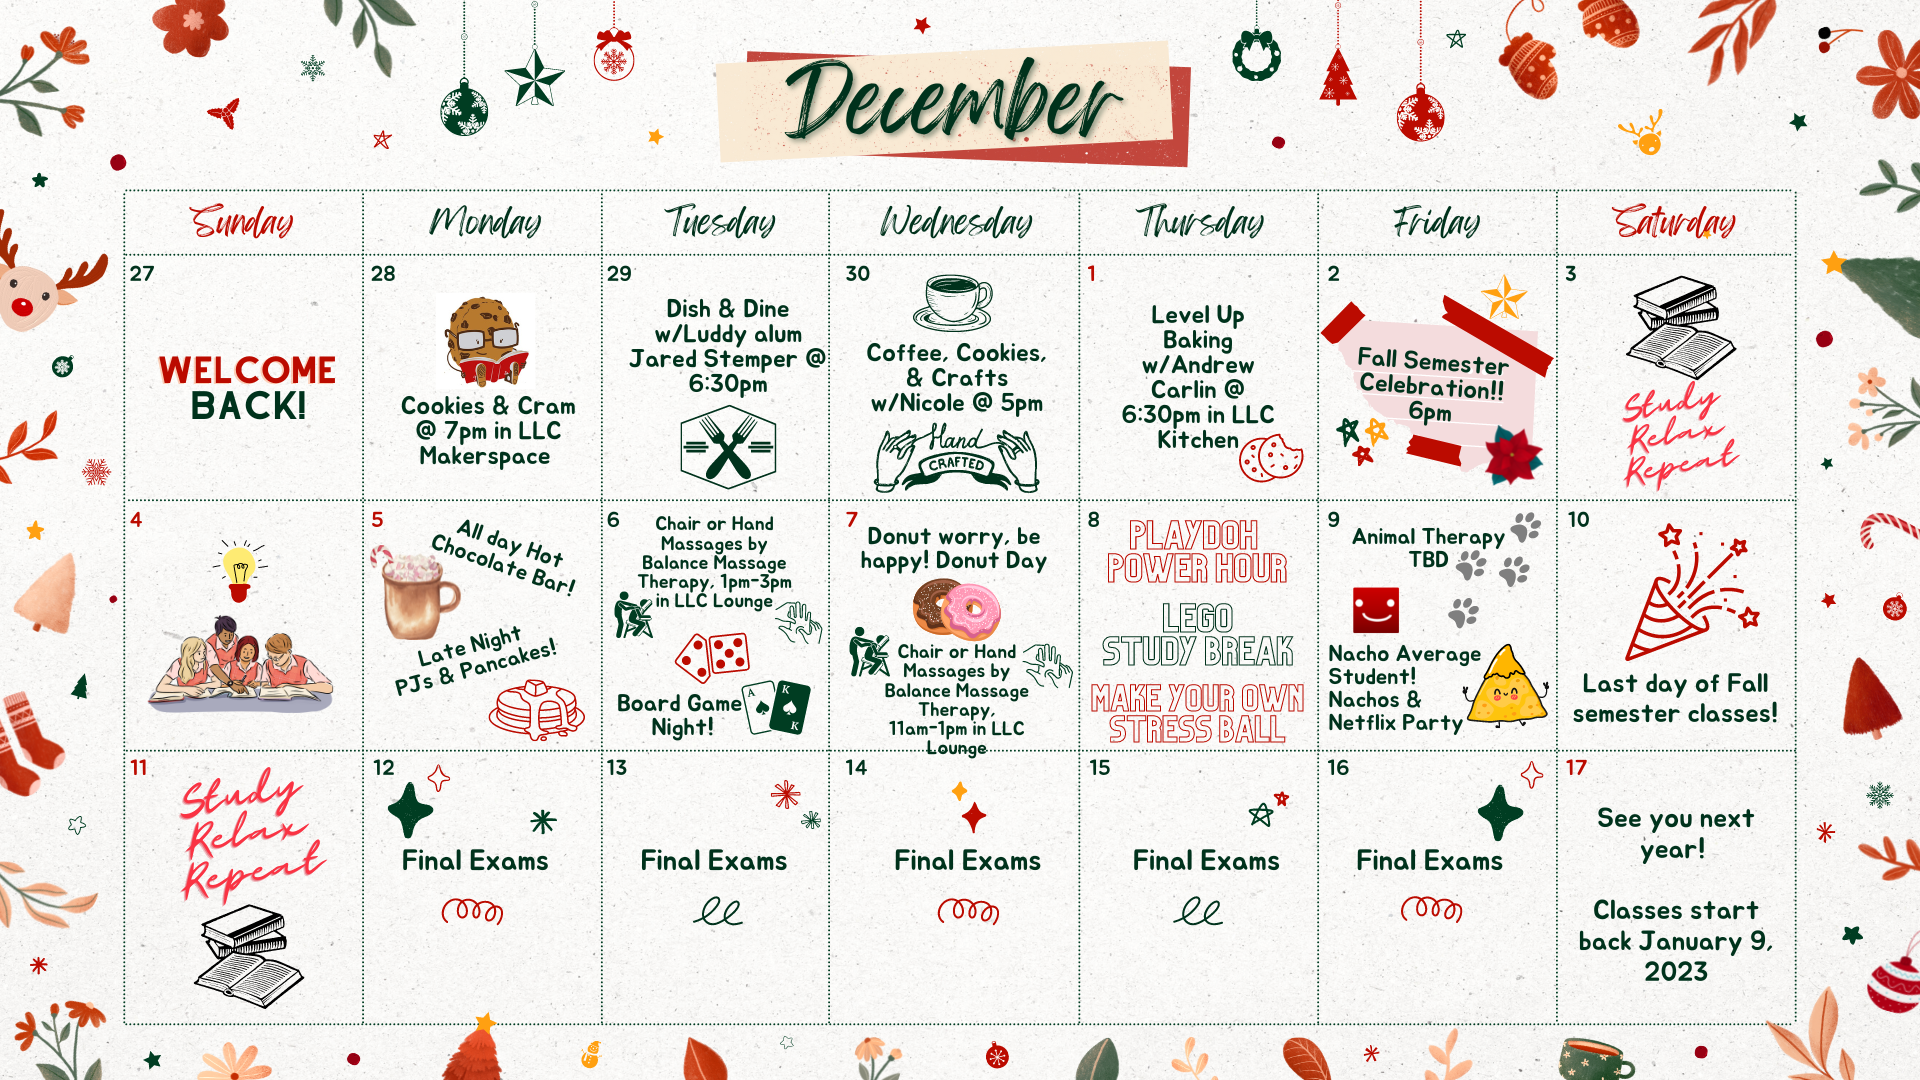 December
Sunday Monday Tuesday Wednesday Thursday Friday Saturday
27
WELCOME
BACK!
28
Cookies & Cram
@ 7pm in LLC
Makerspace
29
Dish & Dine
w/Luddy alum
Jared Stemper @
6:30pm
30
Coffee, Cookies,
& Crafts
w/Nicole @ 5pm
Hand
CRAFTED
1
Level Up
Baking
w/Andrew
Carlin @
6:30pm in LLC
Kitchen
2
Fall Semester
Celebration!!
6pm
3
Study
Relax
Repeat
4
5
All day Hot
Chocolate Bar!
Late Night
PJs & Pancakes!
6
Chair or Hand
Massages by
Balance Massage
Therapy, 1pm-3pm
in LLC Lounge
Board Game
Night!
A
K
K
7
Donut worry, be
happy! Donut Day
Chair or Hand
Massages by
Balance Massage
Therapy,
11am-1pm in LLC
Lounge
8
PLAYDOH
POWER HOUR
LEGO
STUDY BREAK
MAKE YOUR OWN
STRESS BALL
9
Animal Therapy
TBD
Nacho Average
Student!
Nachos &
Netflix Party
10
Last day of Fall
semester classes!
11
Study
Relax
Repeat
12
Final Exams
13
Final Exams
14
Final Exams
15
Final Exams
16
Final Exams
17
See you next
year!
Classes start
back January 9,
2023